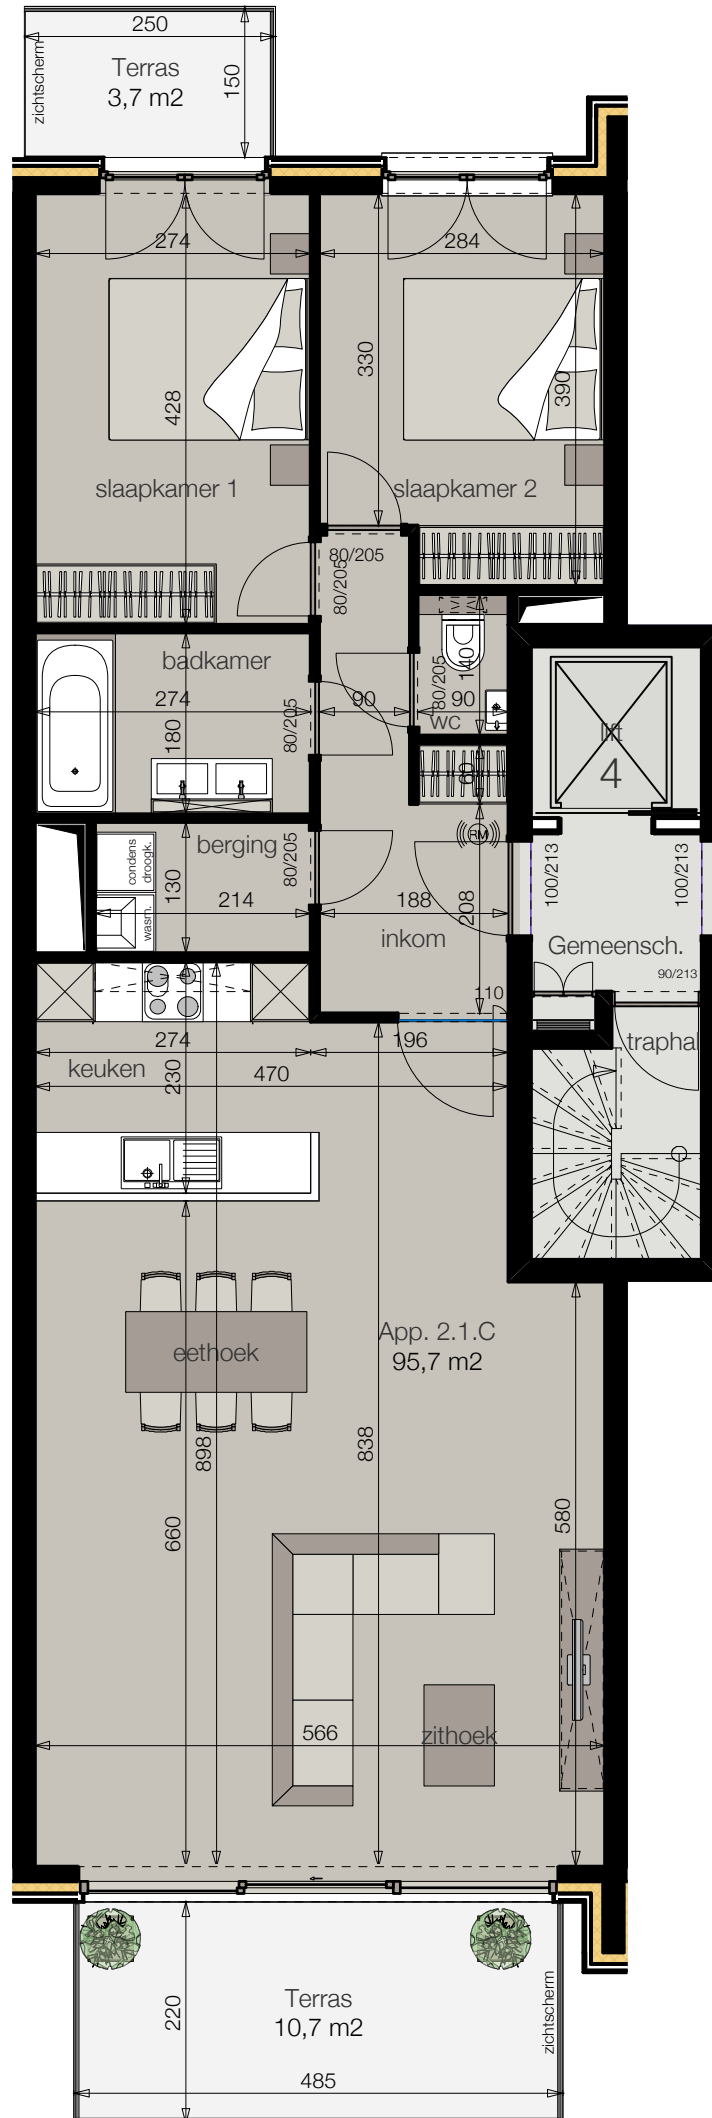 250
zichtscherm
Terras
3,7 m2
150
274
284
330
428
390
slaapkamer 1
slaapkamer 2
80/205
80/205
badkamer
274
180
80/205
90
80/205
140
90
wc
lift
4
60
RM
berging
condens
droogk.
wasm.
130
214
80/205
188
208
inkom
100/213
100/213
Gemeensch.
90/213
110
traphal
274
196
keuken
230
470
App. 2.1.C
95,7 m2
eethoek
898
838
660
580
566
zithoek
Terras
10,7 m2
220
zichtscherm
485